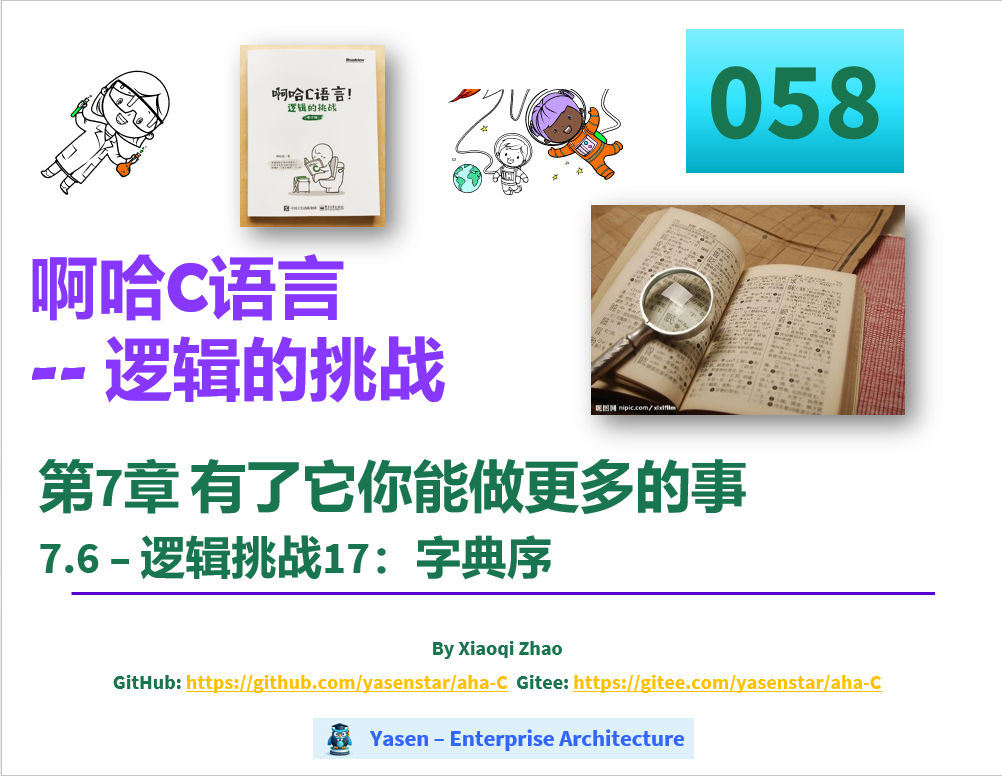 058
Broadview
啊哈C语言!
逻辑的挑战
昵图网 nipic.com/xlxlfilm
啊哈C语言
-- 逻辑的挑战
第7章 有了它你能做更多的事
7.6 – 逻辑挑战17：字典序
By Xiaoqi Zhao
GitHub: https://github.com/yasenstar/aha-C Gitee: https://gitee.com/yasenstar/aha-C
Yasen – Enterprise Architecture